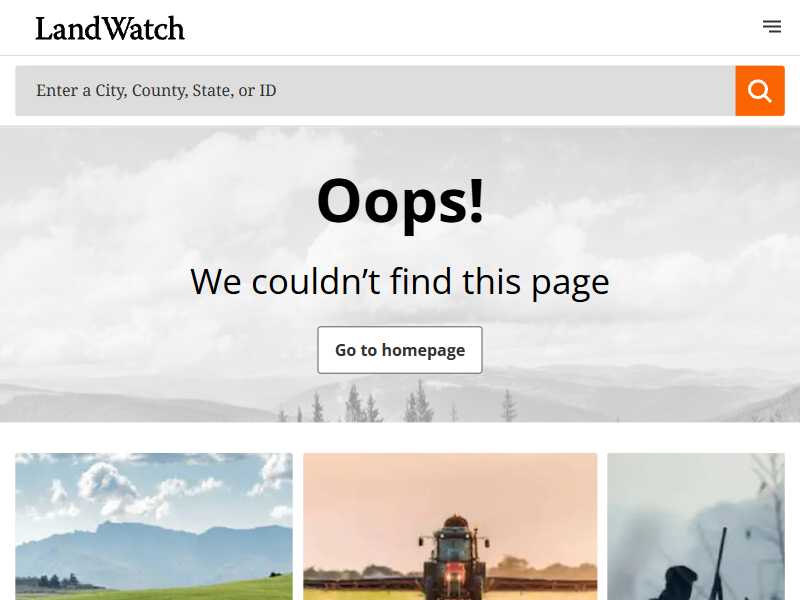 LandWatch
Enter a City, County, State, or ID
Oops!
We couldn’t find this page
Go to homepage